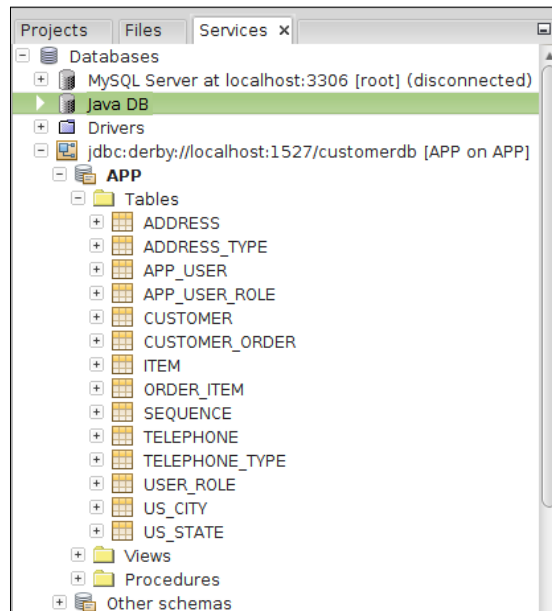 Projects Files Services ×
Databases
MySQL Server at localhost:3306 [root] (disconnected)
Java DB
Drivers
jdbc:derby://localhost:1527/customerdb [APP on APP]
APP
Tables
ADDRESS
ADDRESS_TYPE
APP_USER
APP_USER_ROLE
CUSTOMER
CUSTOMER_ORDER
ITEM
ORDER_ITEM
SEQUENCE
TELEPHONE
TELEPHONE_TYPE
USER_ROLE
US_CITY
US_STATE
Views
Procedures
Other schemas